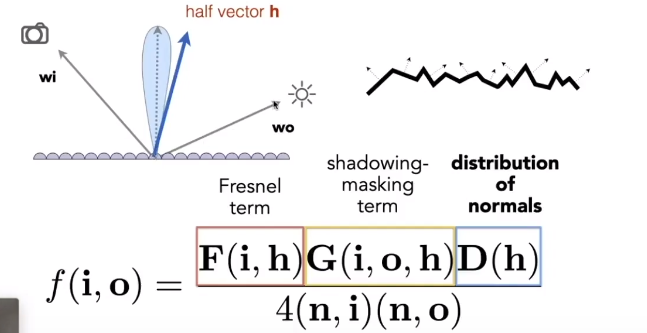 half vector h
wi
wo
Fresnel
term
shadowing-
masking
term
distribution
of
normals
f(i, o) = F(i, h)G(i, o, h)D(h)
4(n, i)(n, o)